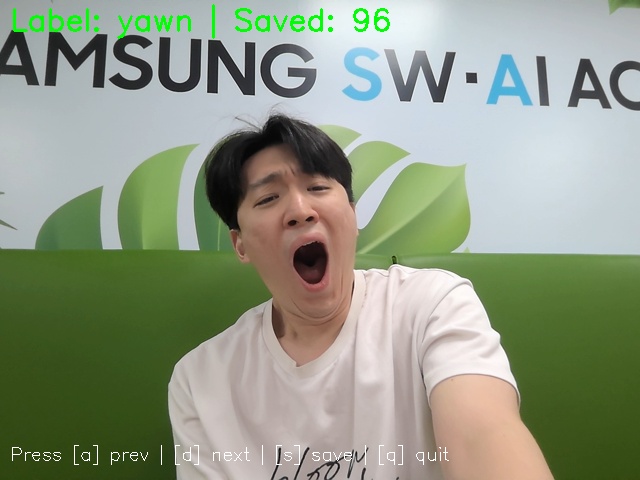 Label: yawn | Saved: 96
AMSUNG SW·AI AC
Press [a] prev | [d] next | [s] save | [q] quit